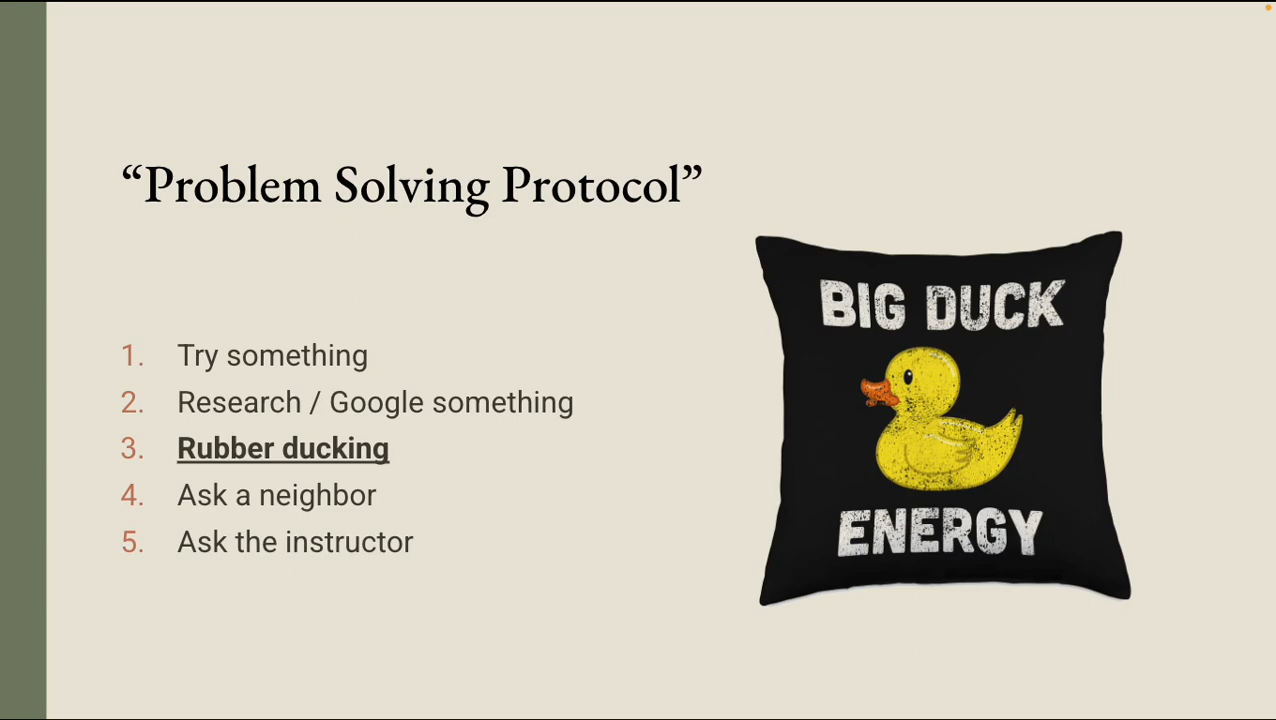 “Problem Solving Protocol”
1. Try something
2. Research / Google something
3. Rubber ducking
4. Ask a neighbor
5. Ask the instructor
BIG DUCK
ENERGY